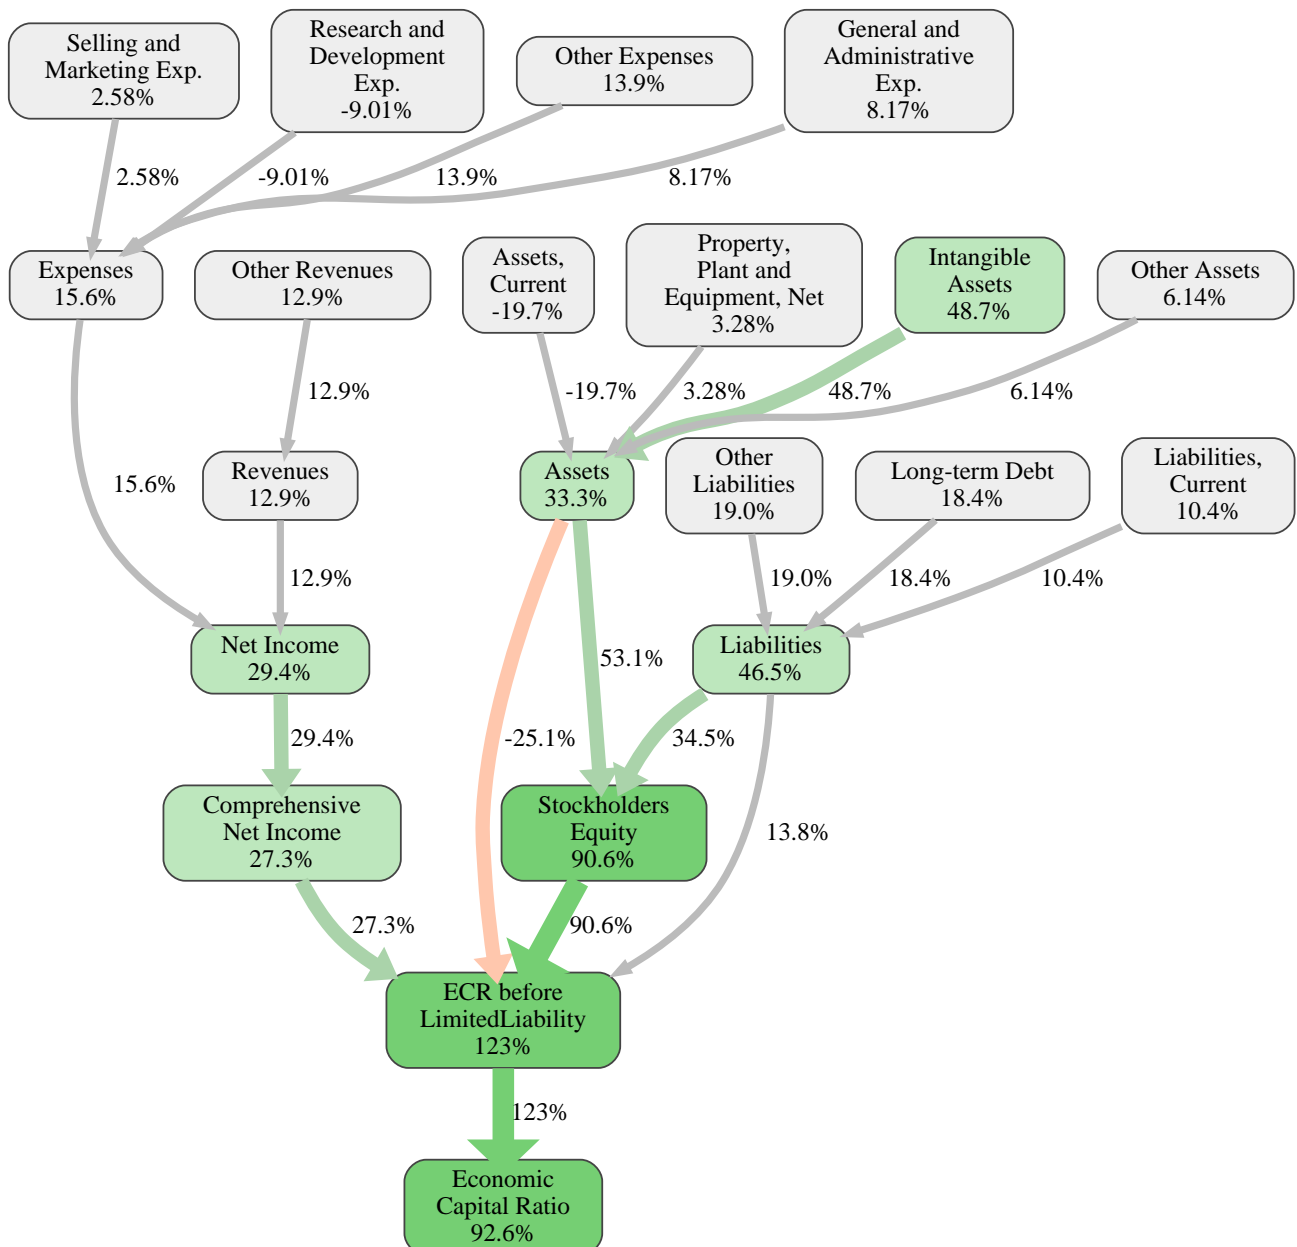 Selling and
Marketing Exp.
2.58%
Research and
Development
Exp.
-9.01%
Other Expenses
13.9%
General and
Administrative
Exp.
8.17%
2.58%
-9.01%
13.9%
8.17%
Expenses
15.6%
Other Revenues
12.9%
Assets,
Current
-19.7%
Property,
Plant and
Equipment, Net
3.28%
Intangible
Assets
48.7%
Other Assets
6.14%
12.9%
-19.7%
3.28%
48.7%
6.14%
15.6%
Revenues
12.9%
Assets
33.3%
Other
Liabilities
19.0%
Long-term Debt
18.4%
Liabilities,
Current
10.4%
12.9%
19.0%
18.4%
10.4%
Net Income
29.4%
53.1%
Liabilities
46.5%
29.4%
-25.1%
34.5%
Comprehensive
Net Income
27.3%
Stockholders
Equity
90.6%
13.8%
27.3%
90.6%
ECR before
LimitedLiability
123%
123%
Economic
Capital Ratio
92.6%